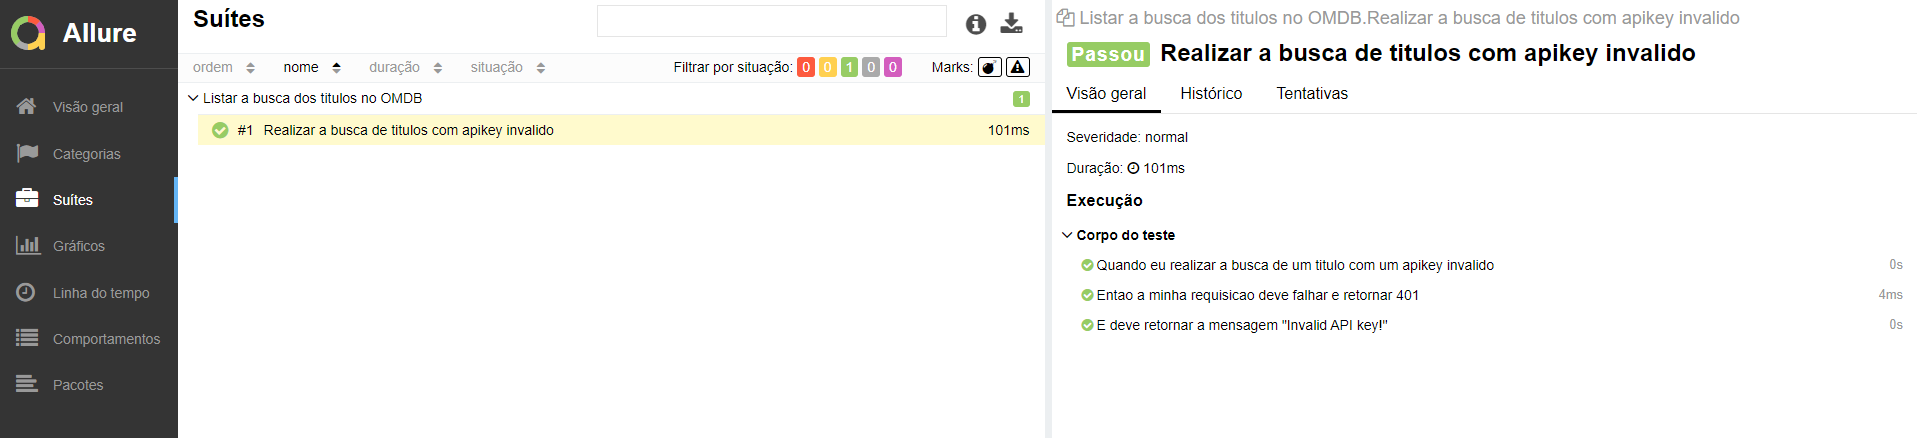 Allure
Visão geral
Categorias
Suítes
Gráficos
Linha do tempo
Comportamentos
Pacotes
Suítes
ordem nome duração situação Filtrar por situação: 0 0 1 0 0 Marks:
Listar a busca dos titulos no OMDB 1
#1 Realizar a busca de titulos com apikey invalido 101ms
Listar a busca dos titulos no OMDB.Realizar a busca de titulos com apikey invalido
Passou Realizar a busca de titulos com apikey invalido
Visão geral Histórico Tentativas
Severidade: normal
Duração: 101ms
Execução
Corpo do teste
Quando eu realizar a busca de um titulo com um apikey invalido 0s
Entao a minha requisicao deve falhar e retornar 401 4ms
E deve retornar a mensagem "Invalid API key!" 0s